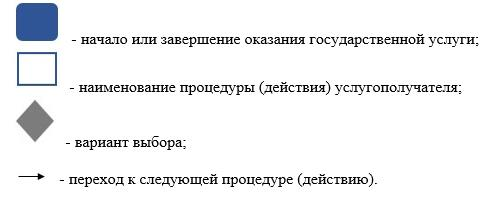 - начало или завершение оказания государственной услуги;
- наименование процедуры (действия) услугополучателя;
- вариант выбора;
- переход к следующей процедуре (действию).